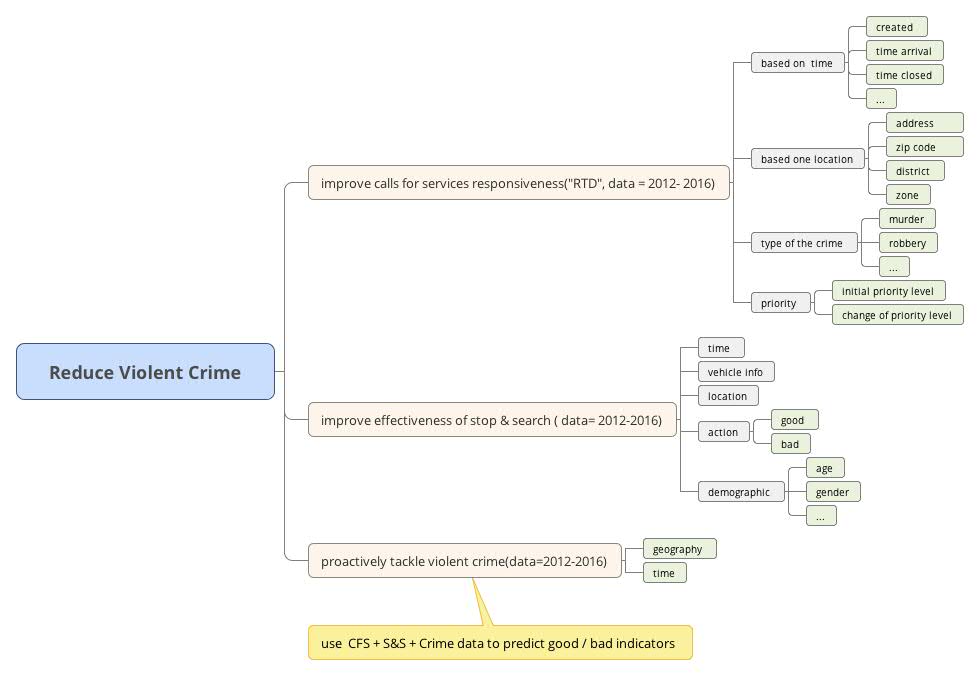 Reduce Violent Crime
improve calls for services responsiveness("RTD", data = 2012- 2016)
based on  time
created
time arrival
time closed
...
based one location
address
zip code
district
zone
type of the crime
murder
robbery
...
priority
initial priority level
change of priority level
improve effectiveness of stop & search ( data= 2012-2016)
time
vehicle info
location
action
good
bad
demographic
age
gender
...
proactively tackle violent crime(data=2012-2016)
geography
time
use  CFS + S&S + Crime data to predict good / bad indicators